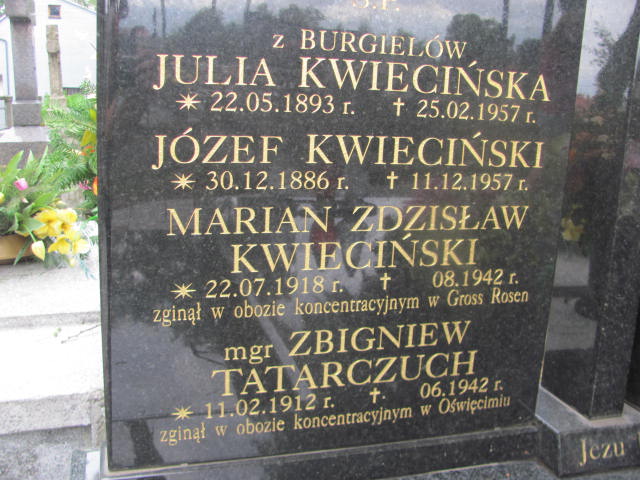 Ś.P.
z BURGIELÓW
JULIA KWIECIŃSKA
* 22.05.1893 r. † 25.02.1957 r.
JÓZEF KWIECIŃSKI
* 30.12.1886 r. † 11.12.1957 r.
MARIAN ZDZISŁAW
KWIECIŃSKI
* 22.07.1918 r. † 08.1942 r.
zginął w obozie koncentracyjnym w Gross Rosen
mgr ZBIGNIEW
TATARCZUCH
* 11.02.1912 r. †. 06.1942 r.
zginął w obozie koncentracyjnym w Oświęcimiu
Jezu